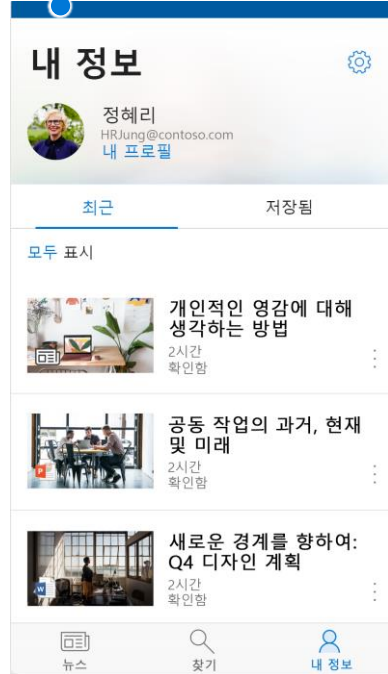 내 정보
정혜리
HRJung@contoso.com
내 프로필
최근
저장됨
모두 표시
개인적인 영감에 대해
생각하는 방법
2시간
확인함
공동 작업의 과거, 현재
및 미래
2시간
확인함
새로운 경계를 향하여:
Q4 디자인 계획
2시간
확인함
뉴스
찾기
내 정보